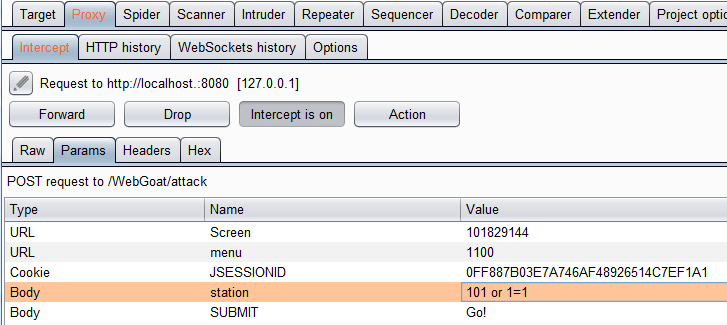 Target Proxy Spider Scanner Intruder Repeater Sequencer Decoder Comparer Extender Project optio
Intercept HTTP history WebSockets history Options
Request to http://localhost.:8080 [127.0.0.1]
Forward Drop Intercept is on Action
Raw Params Headers Hex
POST request to /WebGoat/attack
Type Name Value
URL Screen 101829144
URL menu 1100
Cookie JSESSIONID 0FF887B03E7A746AF48926514C7EF1A1
Body station 101 or 1=1
Body SUBMIT Go!